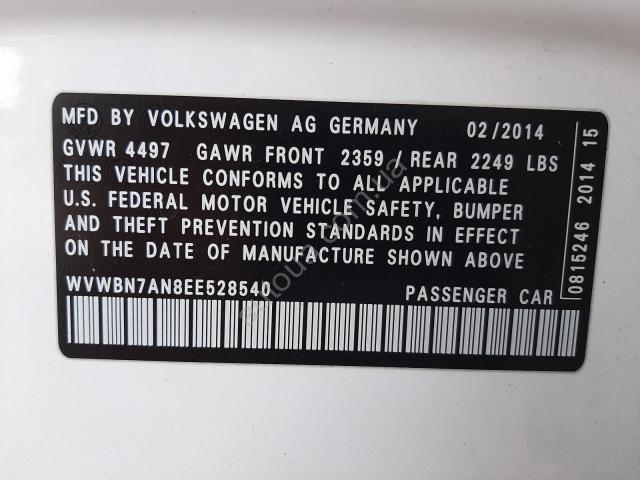 MFD BY VOLKSWAGEN AG GERMANY 02/2014
GVWR 4497 GAWR FRONT 2359 / REAR 2249 LBS
THIS VEHICLE CONFORMS TO ALL APPLICABLE
U.S. FEDERAL MOTOR VEHICLE SAFETY, BUMPER
AND THEFT PREVENTION STANDARDS IN EFFECT
ON THE DATE OF MANUFACTURE SHOWN ABOVE
WVWBN7AN8EE528540 PASSENGER CAR
0815246 2014 15